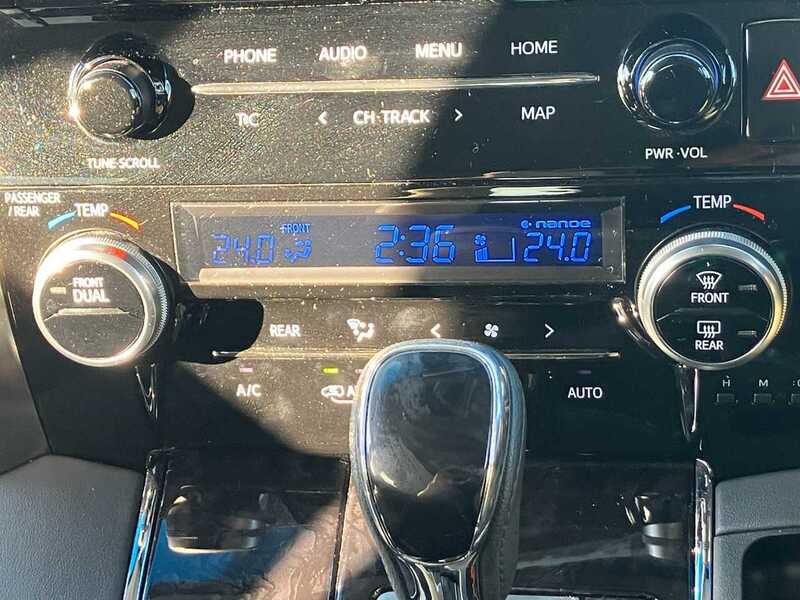 PHONE AUDIO MENU HOME
CH·TRACK MAP
TUNE·SCROLL PWR·VOL
PASSENGER
/ REAR
TEMP
TEMP
FRONT nanoe
24.0 2:36 24.0
FRONT
DUAL
FRONT
REAR
REAR
A/C AUTO
H M